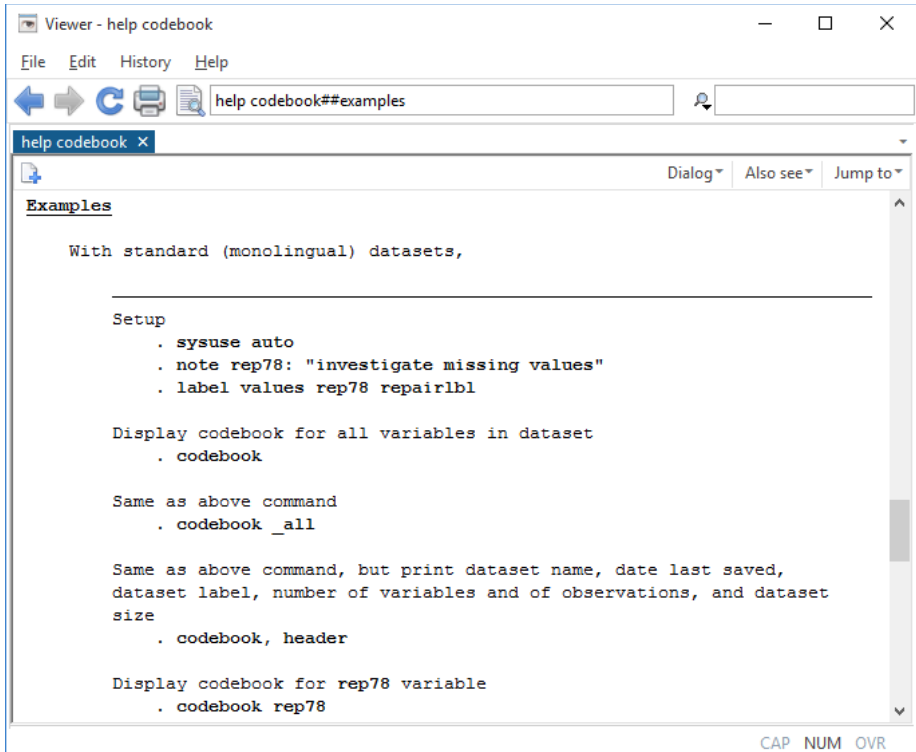 Viewer - help codebook
File Edit History Help
help codebook##examples
help codebook
Dialog Also see Jump to
Examples
With standard (monolingual) datasets,
Setup
. sysuse auto
. note rep78: "investigate missing values"
. label values rep78 repairlbl
Display codebook for all variables in dataset
. codebook
Same as above command
. codebook _all
Same as above command, but print dataset name, date last saved,
dataset label, number of variables and of observations, and dataset
size
. codebook, header
Display codebook for rep78 variable
. codebook rep78
CAP NUM OVR